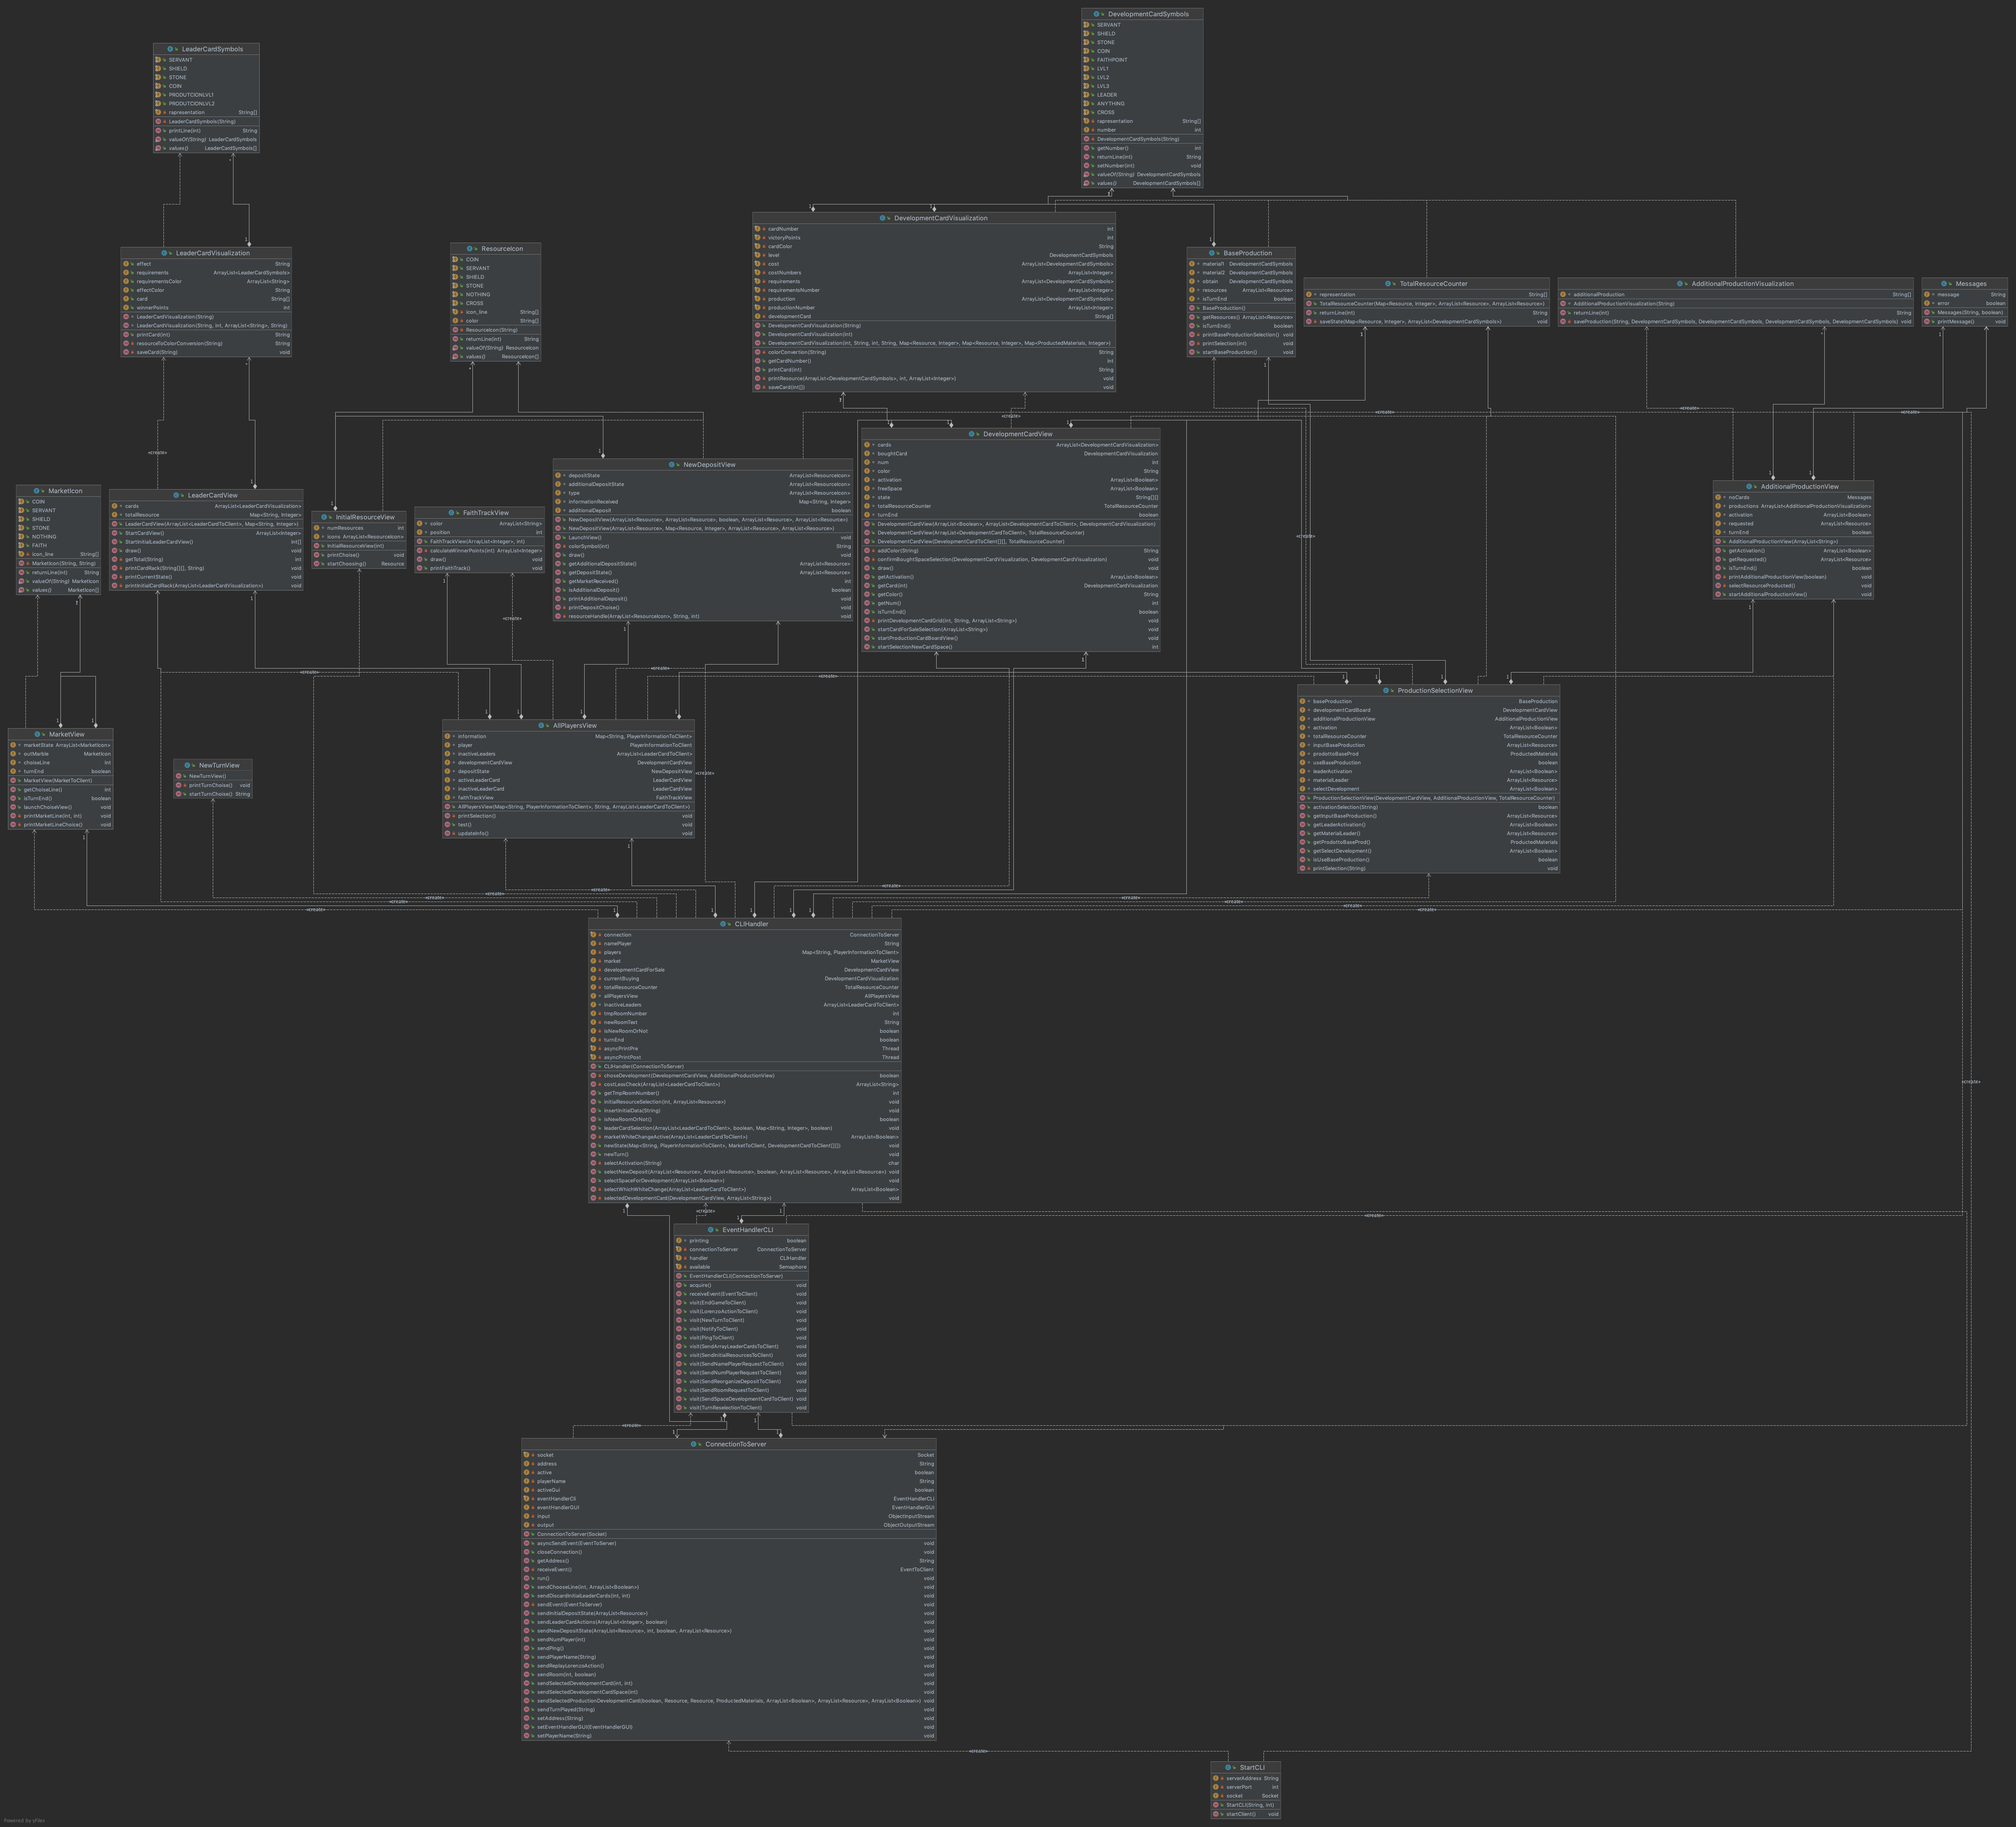 DevelopmentCardSymbols
SERVANT
SHIELD
STONE
COIN
FAITHPOINT
LVL1
LVL2
LVL3
LEADER
ANYTHING
CROSS
rapresentation String[]
number int
DevelopmentCardSymbols(String)
getNumber() int
returnLine(int) String
setNumber(int) void
valueOf(String) DevelopmentCardSymbols
values() DevelopmentCardSymbols[]
LeaderCardSymbols
SERVANT
SHIELD
STONE
COIN
PRODUTCIONLVL1
PRODUTCIONLVL2
rapresentation String[]
LeaderCardSymbols(String)
printLine(int) String
valueOf(String) LeaderCardSymbols
values() LeaderCardSymbols[]
DevelopmentCardVisualization
cardNumber int
victoryPoints int
cardColor String
level DevelopmentCardSymbols
cost ArrayList<DevelopmentCardSymbols>
costNumbers ArrayList<Integer>
requirements ArrayList<DevelopmentCardSymbols>
requirementsNumber ArrayList<Integer>
production ArrayList<DevelopmentCardSymbols>
productionNumber ArrayList<Integer>
developmentCard String[]
DevelopmentCardVisualization(String)
DevelopmentCardVisualization(int)
DevelopmentCardVisualization(int, String, int, String, Map<Resource, Integer>, Map<Resource, Integer>, Map<ProductedMaterials, Integer>)
colorConvertion(String) String
getCardNumber() int
printCard(int) String
printResource(ArrayList<DevelopmentCardSymbols>, int, ArrayList<Integer>) void
saveCard(int[]) void
LeaderCardVisualization
effect String
requirements ArrayList<LeaderCardSymbols>
requirementsColor ArrayList<String>
effectColor String
card String[]
winnerPoints int
LeaderCardVisualization(String)
LeaderCardVisualization(String, int, ArrayList<String>, String)
printCard(int) String
resourceToColorConversion(String) String
saveCard(String) void
ResourceIcon
COIN
SERVANT
SHIELD
STONE
NOTHING
CROSS
icon_line String[]
color String[]
ResourceIcon(String)
returnLine(int) String
valueOf(String) ResourceIcon
values() ResourceIcon[]
BaseProduction
material1 DevelopmentCardSymbols
material2 DevelopmentCardSymbols
obtain DevelopmentCardSymbols
resources ArrayList<Resource>
isTurnEnd boolean
BaseProduction()
getResources() ArrayList<Resource>
isTurnEnd() boolean
printBaseProductionSelection() void
printSelection(int) void
startBaseProduction() void
TotalResourceCounter
representation String[]
TotalResourceCounter(Map<Resource, Integer>, ArrayList<Resource>, ArrayList<Resource>)
returnLine(int) String
saveState(Map<Resource, Integer>, ArrayList<DevelopmentCardSymbols>) void
AdditionalProductionVisualization
additionalProduction String[]
AdditionalProductionVisualization(String)
returnLine(int) String
saveProduction(String, DevelopmentCardSymbols, DevelopmentCardSymbols, DevelopmentCardSymbols, DevelopmentCardSymbols) void
Messages
message String
error boolean
Messages(String, boolean)
printMessage() void
DevelopmentCardView
cards ArrayList<DevelopmentCardVisualization>
boughtCard DevelopmentCardVisualization
num int
color String
activation ArrayList<Boolean>
freeSpace ArrayList<Boolean>
state String[][]
totalResourceCounter TotalResourceCounter
turnEnd boolean
DevelopmentCardView(ArrayList<Boolean>, ArrayList<DevelopmentCardToClient>, DevelopmentCardVisualization)
DevelopmentCardView(ArrayList<DevelopmentCardToClient>, TotalResourceCounter)
DevelopmentCardView(DevelopmentCardToClient[][], TotalResourceCounter)
addColor(String) String
confirmBoughtSpaceSelection(DevelopmentCardVisualization, DevelopmentCardVisualization) void
draw() void
getActivation() ArrayList<Boolean>
getCard(int) DevelopmentCardVisualization
getColor() String
getNum() int
isTurnEnd() boolean
printDevelopmentCardGrid(int, String, ArrayList<String>) void
startCardForSaleSelection(ArrayList<String>) void
startProductionCardBoardView() void
startSelectionNewCardSpace() int
NewDepositView
depositState ArrayList<ResourceIcon>
additionalDepositState ArrayList<ResourceIcon>
type ArrayList<ResourceIcon>
informationReceived Map<String, Integer>
additionalDeposit boolean
NewDepositView(ArrayList<Resource>, ArrayList<Resource>, boolean, ArrayList<Resource>, ArrayList<Resource>)
NewDepositView(ArrayList<Resource>, Map<Resource, Integer>, ArrayList<Resource>, ArrayList<Resource>)
LaunchView() void
colorSymbol(int) String
draw() void
getAdditionalDepositState() ArrayList<Resource>
getDepositState() ArrayList<Resource>
getMarketReceived() int
isAdditionalDeposit() boolean
printAdditionalDeposit() void
printDepositChoise() void
resourceHandle(ArrayList<ResourceIcon>, String, int) void
MarketIcon
COIN
SERVANT
SHIELD
STONE
NOTHING
FAITH
icon_line String[]
MarketIcon(String, String)
returnLine(int) String
valueOf(String) MarketIcon
values() MarketIcon[]
LeaderCardView
cards ArrayList<LeaderCardVisualization>
totalResource Map<String, Integer>
LeaderCardView(ArrayList<LeaderCardToClient>, Map<String, Integer>)
StartCardView() ArrayList<Integer>
StartInitialLeaderCardView() int[]
draw() void
getTotal(String) int
printCardRack(String[][], String) void
printCurrentState() void
printInitialCardRack(ArrayList<LeaderCardVisualization>) void
InitialResourceView
numResources int
icons ArrayList<ResourceIcon>
InitialResourceView(int)
printChoice() void
startChoosing() Resource
FaithTrackView
color ArrayList<String>
position int
FaithTrackView(ArrayList<Integer>, int)
calculateWinnerPoints(int) ArrayList<Integer>
draw() void
printFaithTrack() void
AdditionalProductionView
noCards Messages
productions ArrayList<AdditionalProductionVisualization>
activation ArrayList<Boolean>
requested ArrayList<Resource>
turnEnd boolean
AdditionalProductionView(ArrayList<String>)
getActivation() ArrayList<Boolean>
getRequested() ArrayList<Resource>
isTurnEnd() boolean
printAdditionalProductionView(boolean) void
selectResourceProducted() void
startAdditionalProductionView() void
ProductionSelectionView
baseProduction BaseProduction
developmentCardBoard DevelopmentCardView
additionalProductionView AdditionalProductionView
activation ArrayList<Boolean>
totalResourceCounter TotalResourceCounter
inputBaseProduction ArrayList<Resource>
prodottoBaseProd ProductedMaterials
useBaseProduction boolean
leaderActivation ArrayList<Boolean>
materialLeader ArrayList<Resource>
selectDevelopment ArrayList<Boolean>
ProductionSelectionView(DevelopmentCardView, AdditionalProductionView, TotalResourceCounter)
activationSelection(String) boolean
getInputBaseProduction() ArrayList<Resource>
getLeaderActivation() ArrayList<Boolean>
getMaterialLeader() ArrayList<Resource>
getProdottoBaseProd() ProductedMaterials
getSelectDevelopment() ArrayList<Boolean>
isUseBaseProduction() boolean
printSelection(String) void
AllPlayersView
information Map<String, PlayerInformationToClient>
player PlayerInformationToClient
inactiveLeaders ArrayList<LeaderCardToClient>
developmentCardView DevelopmentCardView
depositState NewDepositView
activeLeaderCard LeaderCardView
inactiveLeaderCard LeaderCardView
faithTrackView FaithTrackView
AllPlayersView(Map<String, PlayerInformationToClient>, String, ArrayList<LeaderCardToClient>)
printSelection() void
test() void
updateInfo() void
MarketView
marketState ArrayList<MarketIcon>
outMarble MarketIcon
choiseLine int
turnEnd boolean
MarketView(MarketToClient)
getChoiseLine() int
isTurnEnd() boolean
launchChoiseView() void
printMarketLine(int, int) void
printMarketLineChoice() void
NewTurnView
NewTurnView()
printTurnChoice() void
startTurnChoice() String
CLIHandler
connection ConnectionToServer
namePlayer String
players Map<String, PlayerInformationToClient>
market MarketView
developmentCardForSale DevelopmentCardView
currentBuying DevelopmentCardVisualization
totalResourceCounter TotalResourceCounter
allPlayersView AllPlayersView
inactiveLeaders ArrayList<LeaderCardToClient>
tmpRoomNumber int
newRoomText String
isNewRoomOrNot boolean
turnEnd boolean
asyncPrintPre Thread
asyncPrintPost Thread
CLIHandler(ConnectionToServer)
choseDevelopment(DevelopmentCardView, AdditionalProductionView) boolean
costLessCheck(ArrayList<LeaderCardToClient>) ArrayList<String>
getTmpRoomNumber() int
initialResourceSelection(int, ArrayList<Resource>) void
insertInitialData(String) void
isNewRoomOrNot() boolean
leaderCardSelection(ArrayList<LeaderCardToClient>, boolean, Map<String, Integer>, boolean) void
marketWhiteChangeActive(ArrayList<LeaderCardToClient>) ArrayList<Boolean>
newState(Map<String, PlayerInformationToClient>, MarketToClient, DevelopmentCardToClient[][]) void
newTurn() void
selectActivation(String) char
selectNewDeposit(ArrayList<Resource>, ArrayList<Resource>, boolean, ArrayList<Resource>, ArrayList<Resource>) void
selectSpaceForDevelopment(ArrayList<Boolean>) void
selectWhichWhiteChange(ArrayList<LeaderCardToClient>) ArrayList<Boolean>
selectedDevelopmentCard(DevelopmentCardView, ArrayList<String>) void
EventHandlerCLI
printing boolean
connectionToServer ConnectionToServer
handler CLIHandler
available Semaphore
EventHandlerCLI(ConnectionToServer)
acquire() void
receiveEvent(EventToClient) void
visit(EndGameToClient) void
visit(LorenzoActionToClient) void
visit(NewTurnToClient) void
visit(NotifyToClient) void
visit(PingToClient) void
visit(SendArrayLeaderCardsToClient) void
visit(SendInitialResourcesToClient) void
visit(SendNamePlayerRequestToClient) void
visit(SendNumPlayerRequestToClient) void
visit(SendReorganizeDepositToClient) void
visit(SendRoomRequestToClient) void
visit(SendSpaceDevelopmentCardToClient) void
visit(TurnReselectionToClient) void
ConnectionToServer
socket Socket
address String
active boolean
playerName String
activeGui boolean
eventHandlerCli EventHandlerCLI
eventHandlerGUI EventHandlerGUI
input ObjectInputStream
output ObjectOutputStream
ConnectionToServer(Socket)
asyncSendEvent(EventToServer) void
closeConnection() void
getAddress() String
receiveEvent() EventToClient
run() void
sendChooseLine(int, ArrayList<Boolean>) void
sendDiscardInitialLeaderCards(int, int) void
sendEvent(EventToServer) void
sendInitialDepositState(ArrayList<Resource>) void
sendLeaderCardActions(ArrayList<Integer>, boolean) void
sendNewDepositState(ArrayList<Resource>, int, boolean, ArrayList<Resource>) void
sendNumPlayer(int) void
sendPing() void
sendPlayerName(String) void
sendReplayLorenzoAction() void
sendRoom(int, boolean) void
sendSelectedDevelopmentCard(int, int) void
sendSelectedDevelopmentCardSpace(int) void
sendSelectedProductionDevelopmentCard(boolean, Resource, Resource, ProductedMaterials, ArrayList<Boolean>, ArrayList<Resource>, ArrayList<Boolean>) void
sendTurnPlayed(String) void
setAddress(String) void
setEventHandlerGUI(EventHandlerGUI) void
setPlayerName(String) void
StartCLI
serverAddress String
serverPort int
socket Socket
StartCLI(String, int)
startClient() void
Powered by yFiles